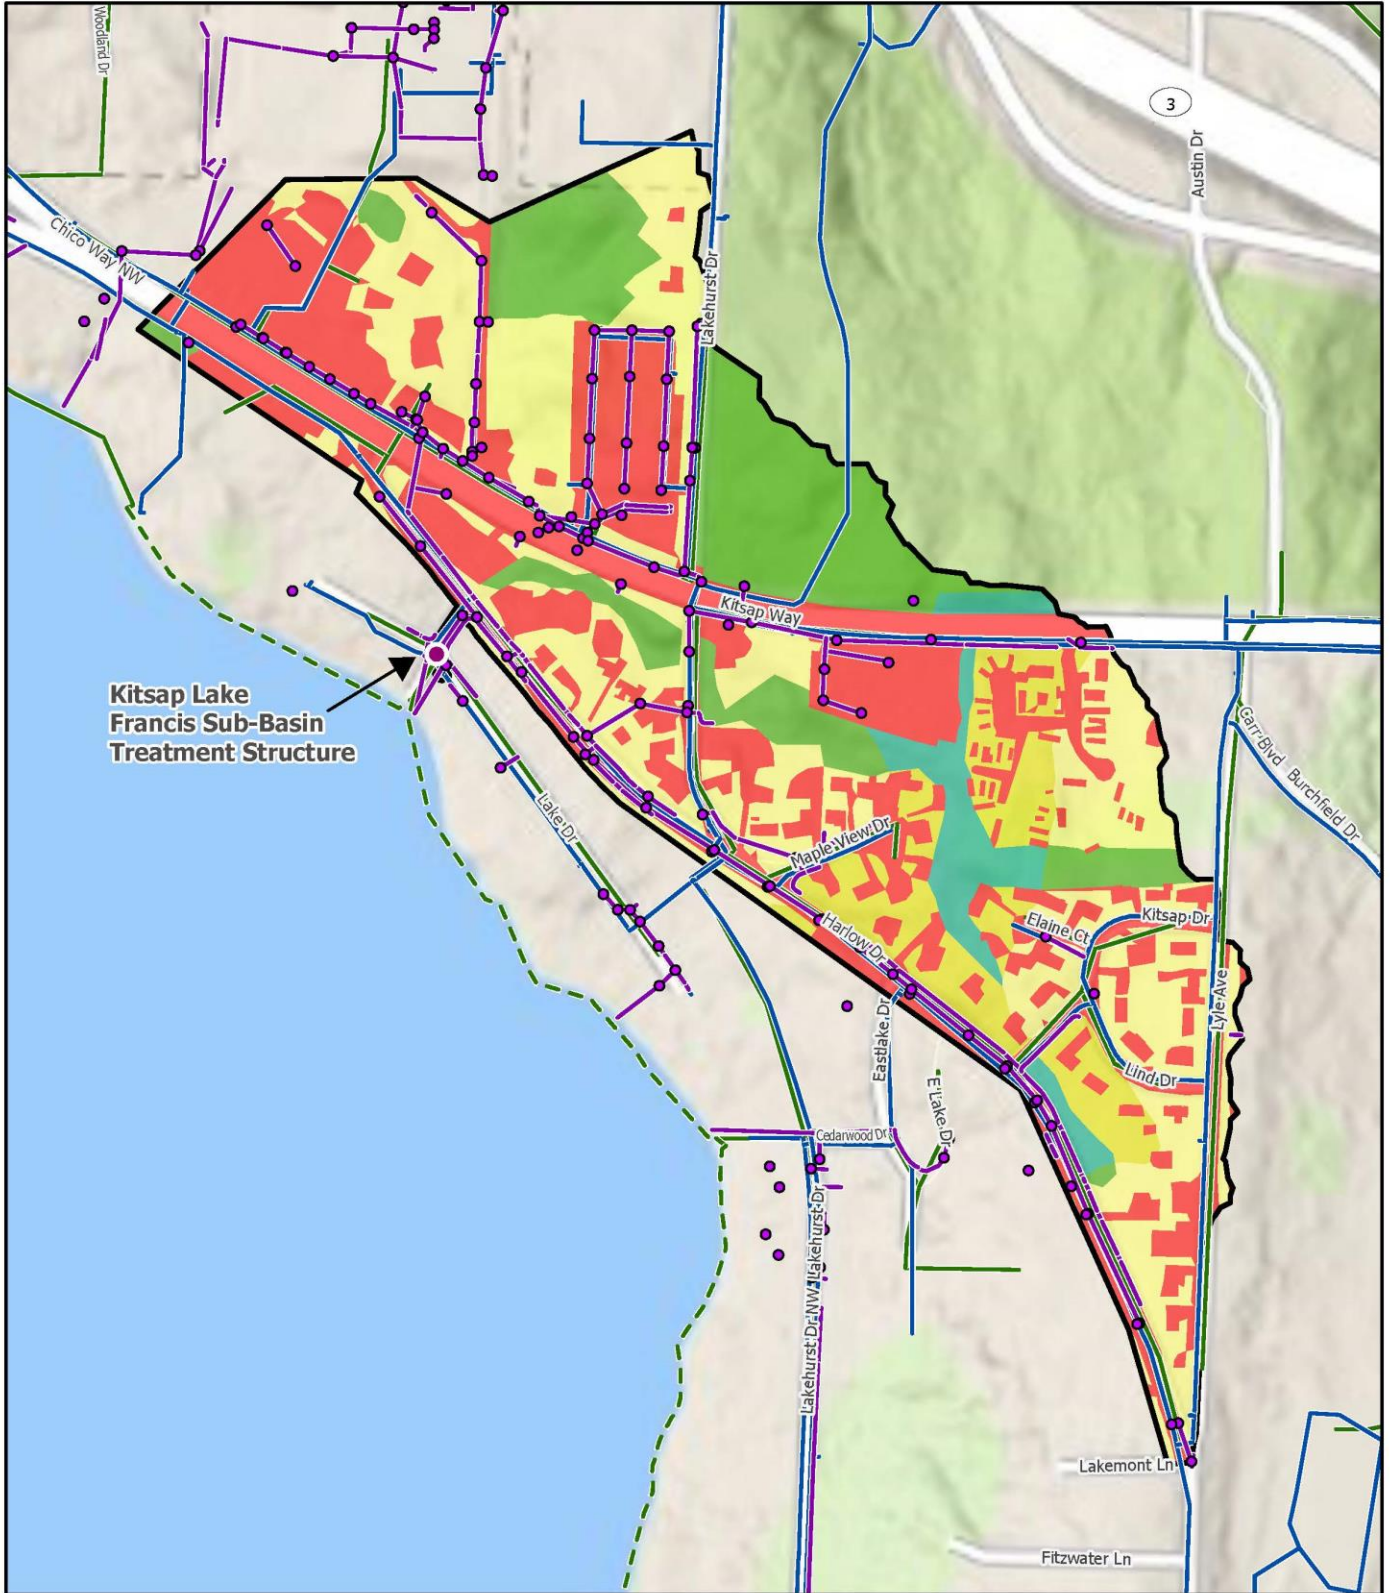 Woodland Dr
3
Austin Dr
Chico Way NW
Lakehurst Dr
Kitsap Way
Kitsap Lake
Francis Sub-Basin
Treatment Structure
Carr Blvd
Burchfield Dr
Lake Dr
Maple View Dr
Harlow Dr
Elaine Ct
Kitsap Dr
Lyle Ave
Eastlake Dr
E Lake Dr
Lind Dr
Cedarwood Dr
Lakehurst Dr NW
Lakehurst Dr
Lakemont Ln
Fitzwater Ln